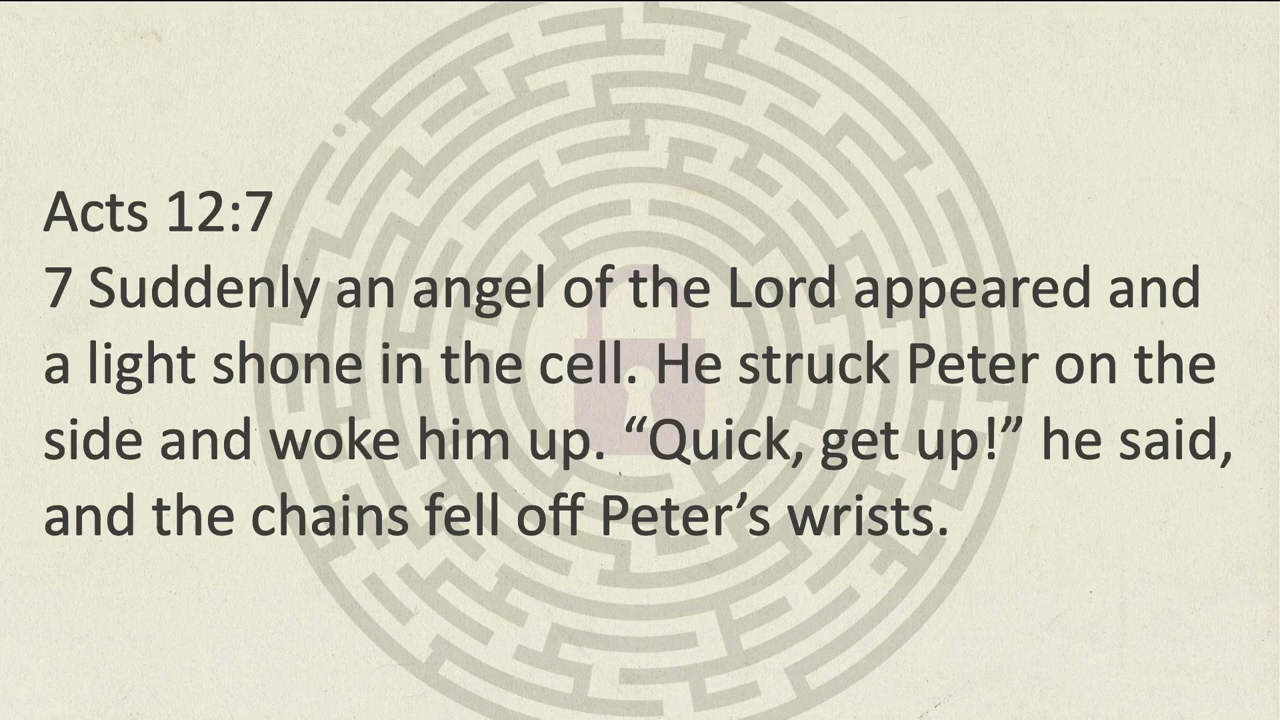 Acts 12:7
7 Suddenly an angel of the Lord appeared and
a light shone in the cell. He struck Peter on the
side and woke him up. “Quick, get up!” he said,
and the chains fell off Peter’s wrists.